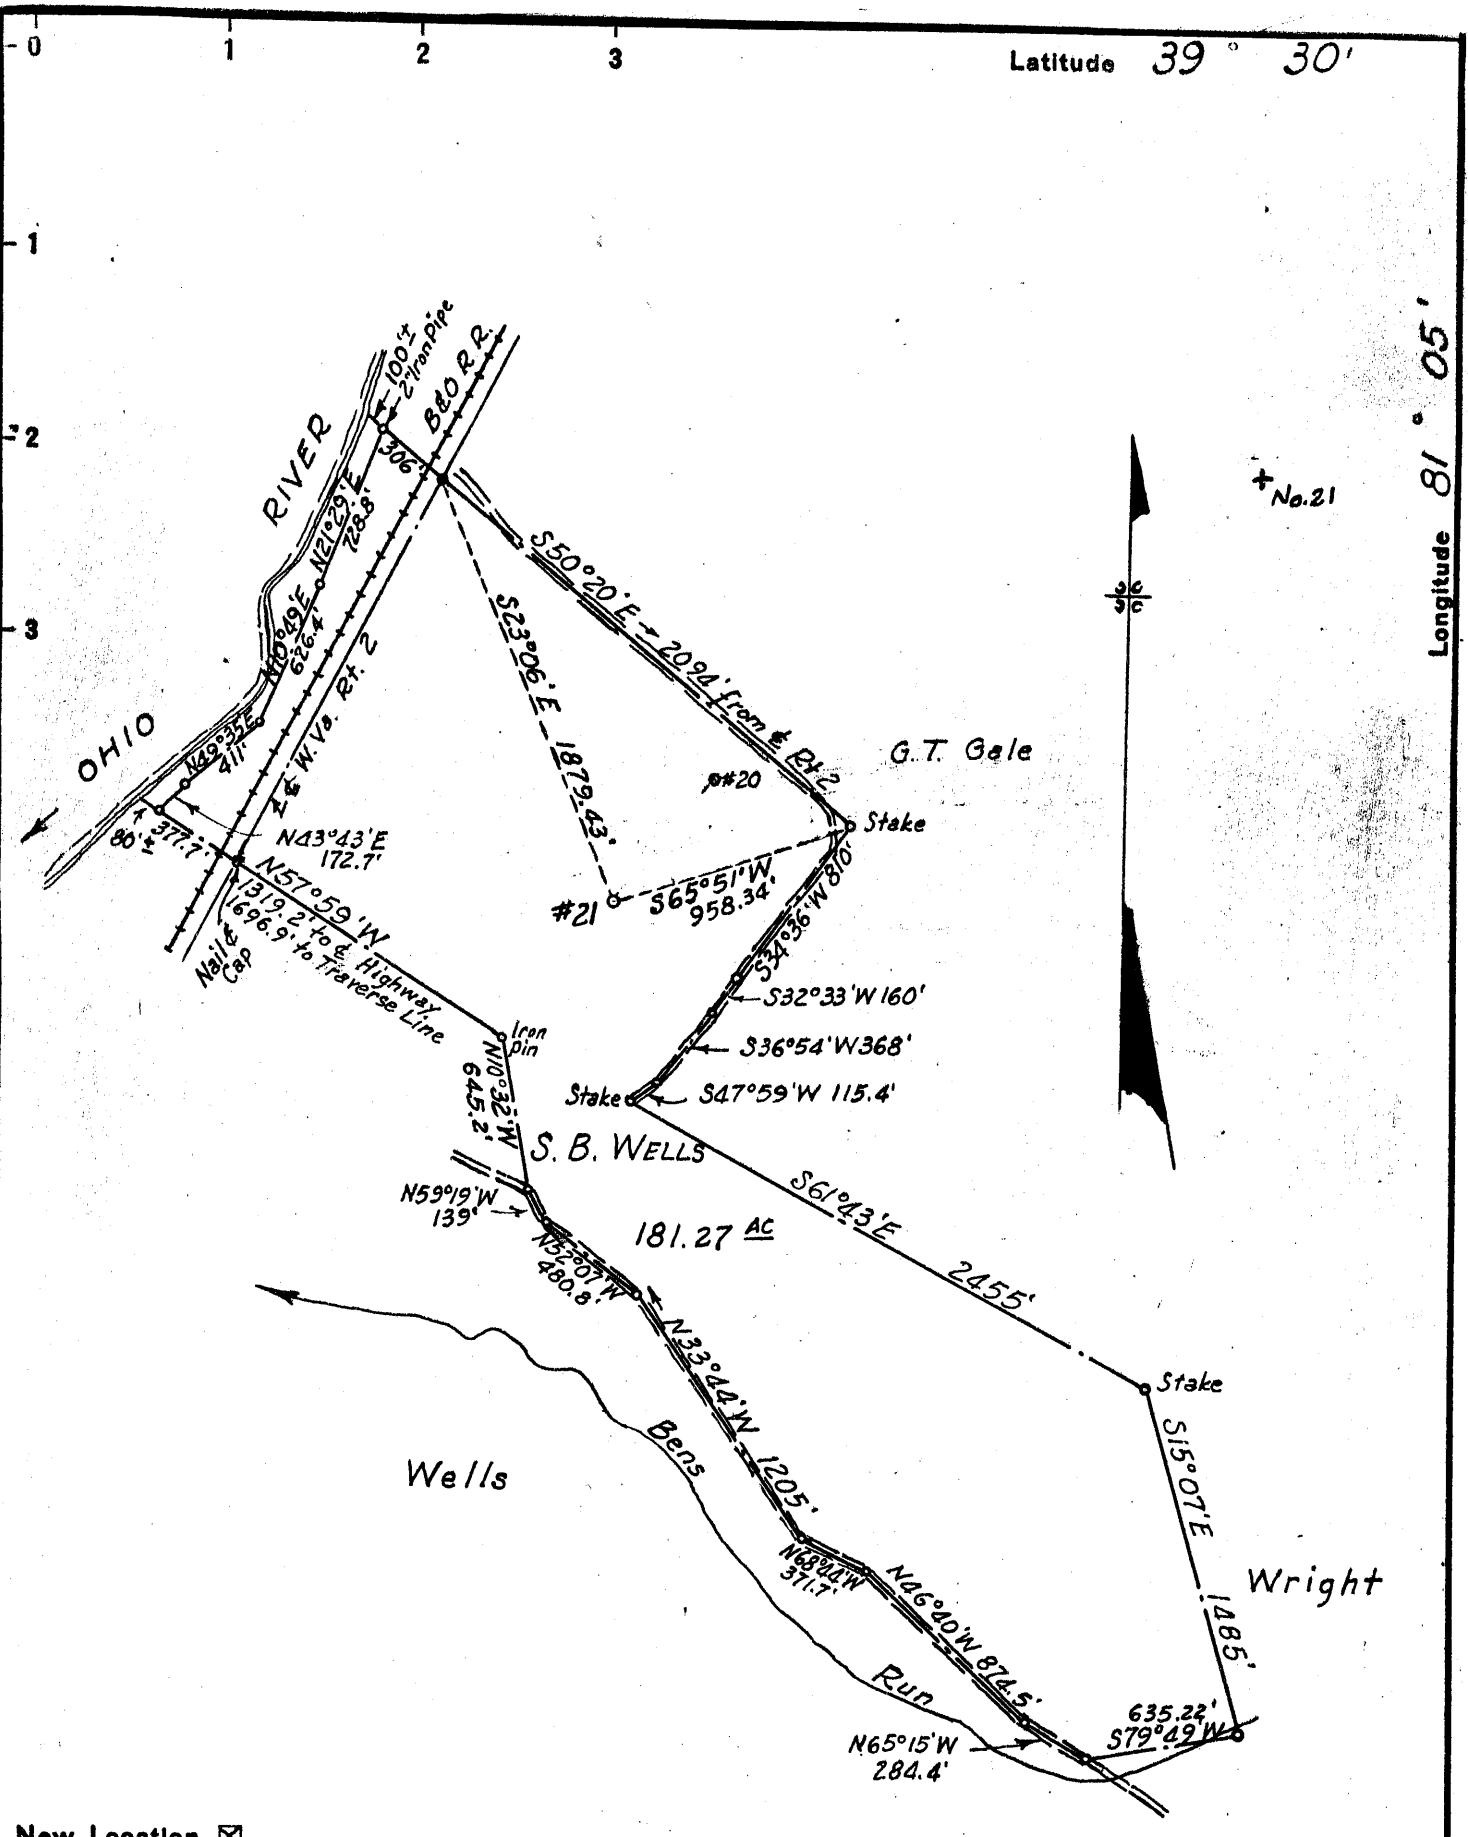 0 1 2 3
Latitude 39° 30'
1
2
3
Longitude 81° 05'
No.21
100'±
2" Iron Pipe
B&O R.R.
306'
RIVER
N21°29'E
728.8'
N10°49'E
626.4'
℄ W.Va. Rt. 2
OHIO
N49°35'E
411'
80'±
377.7'
N43°43'E
172.7'
S50°20'E → 2094' from ℄ Rt 2
S23°06'E 1879.43'
G.T. Gale
#20
Stake
#21
S65°51'W
958.34'
S34°36'W 810'
N57°59'W
1319.2' to ℄ Highway
1696.9' to Traverse Line
Nail &
Cap
S32°33'W 160'
Iron
Pin
S36°54'W 368'
N10°32'W
645.2'
Stake
S47°59'W 115.4'
S. B. WELLS
N59°19'W
139'
S61°43'E 2455'
181.27 AC
N52°07'W
480.8'
N33°44'W 1205'
Stake
Bens
Wells
S15°07'E 1485'
N68°44'W
371.7'
N46°40'W 874.5'
Wright
Run
635.22'
S79°49'W
N65°15'W
284.4'
New Location